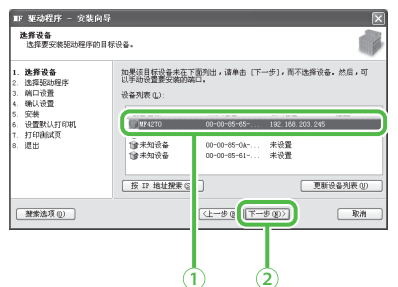 MF 驱动程序 - 安装向导
选择设备
选择要安装驱动程序的目标设备。
1. 选择设备
2. 选择驱动程序
3. 端口设置
4. 确认设置
5. 安装
6. 设置默认打印机
7. 打印测试页
8. 退出
如果该目标设备未在下面列出，请单击 [下一步]，而不选择设备。然后，可以手动设置要安装的端口。
设备列表(L):
MF4270 00-00-85-65-... 192.168.203.245
未知设备 00-00-85-0A-... 未设置
未知设备 00-00-85-61-... 未设置
按 IP 地址搜索
更新设备列表(U)
搜索选项(O)
<上一步
下一步(N)>
取消
① ②